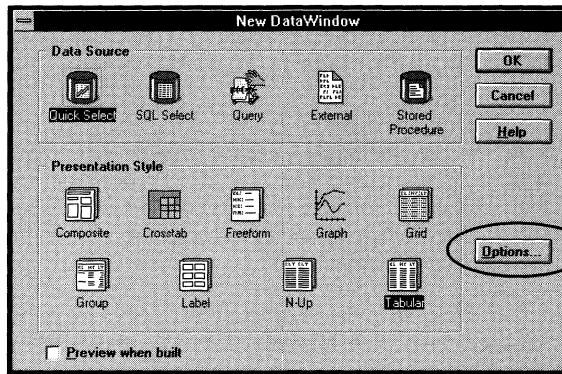 New DataWindow
Data Source
Quick Select
SQL Select
Query
External
Stored
Procedure
OK
Cancel
Help
Presentation Style
Composite
Crosstab
Freeform
Graph
Grid
Group
Label
N-Up
Tabular
Options...
Preview when built